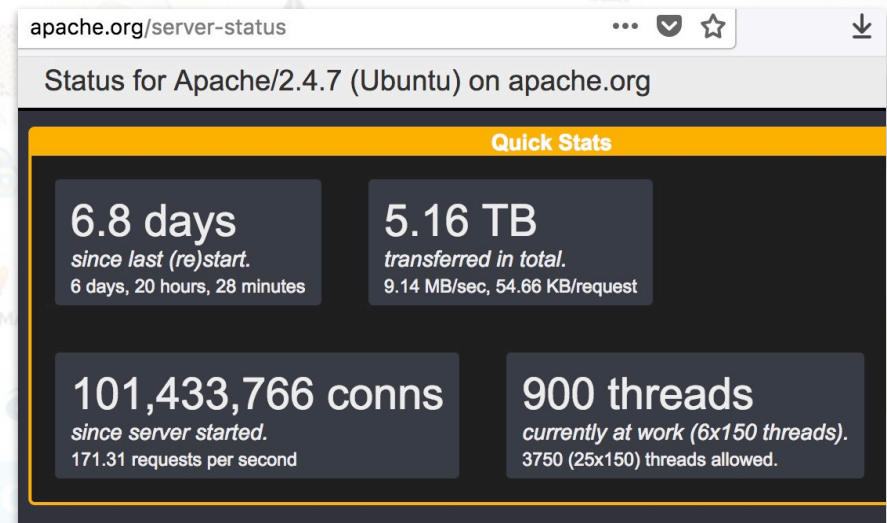 apache.org/server-status
Status for Apache/2.4.7 (Ubuntu) on apache.org
Quick Stats
6.8 days
since last (re)start.
6 days, 20 hours, 28 minutes
5.16 TB
transferred in total.
9.14 MB/sec, 54.66 KB/request
101,433,766 conns
since server started.
171.31 requests per second
900 threads
currently at work (6x150 threads).
3750 (25x150) threads allowed.